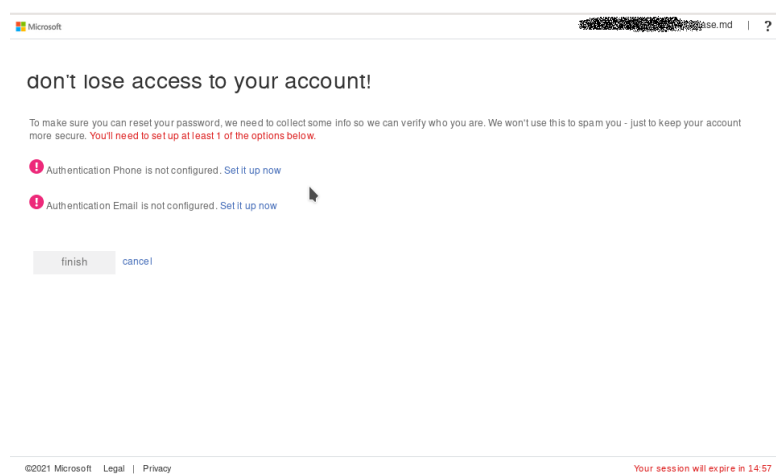 Microsoft
ase.md | ?
don't lose access to your account!
To make sure you can reset your password, we need to collect some info so we can verify who you are. We won't use this to spam you - just to keep your account
more secure. You'll need to set up at least 1 of the options below.
! Authentication Phone is not configured. Set it up now
! Authentication Email is not configured. Set it up now
finish cancel
©2021 Microsoft Legal | Privacy Your session will expire in 14:57